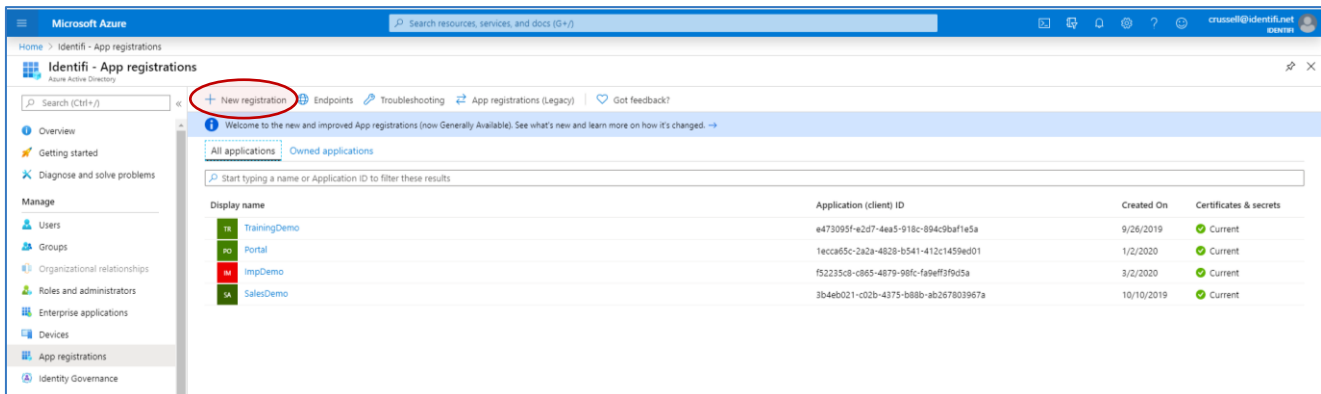 Microsoft Azure
Search resources, services, and docs (G+/)
crussell@identifi.net
IDENTIFI
Home > Identifi - App registrations
Identifi - App registrations
Azure Active Directory
Search (Ctrl+/)
«
+ New registration
Endpoints
Troubleshooting
App registrations (Legacy)
Got feedback?
Welcome to the new and improved App registrations (now Generally Available). See what's new and learn more on how it's changed. →
Overview
Getting started
Diagnose and solve problems
Manage
Users
Groups
Organizational relationships
Roles and administrators
Enterprise applications
Devices
App registrations
Identity Governance
All applications Owned applications
Start typing a name or Application ID to filter these results
Display name Application (client) ID Created On Certificates & secrets
TR TrainingDemo e473095f-e2d7-4ea5-918c-894c9baf1e5a 9/26/2019 Current
PO Portal 1ecca65c-2a2a-4828-b541-412c1459ed01 1/2/2020 Current
IM ImpDemo f52235c8-c865-4879-98fc-fa9eff3f9d5a 3/2/2020 Current
SA SalesDemo 3b4eb021-c02b-4375-b88b-ab267803967a 10/10/2019 Current